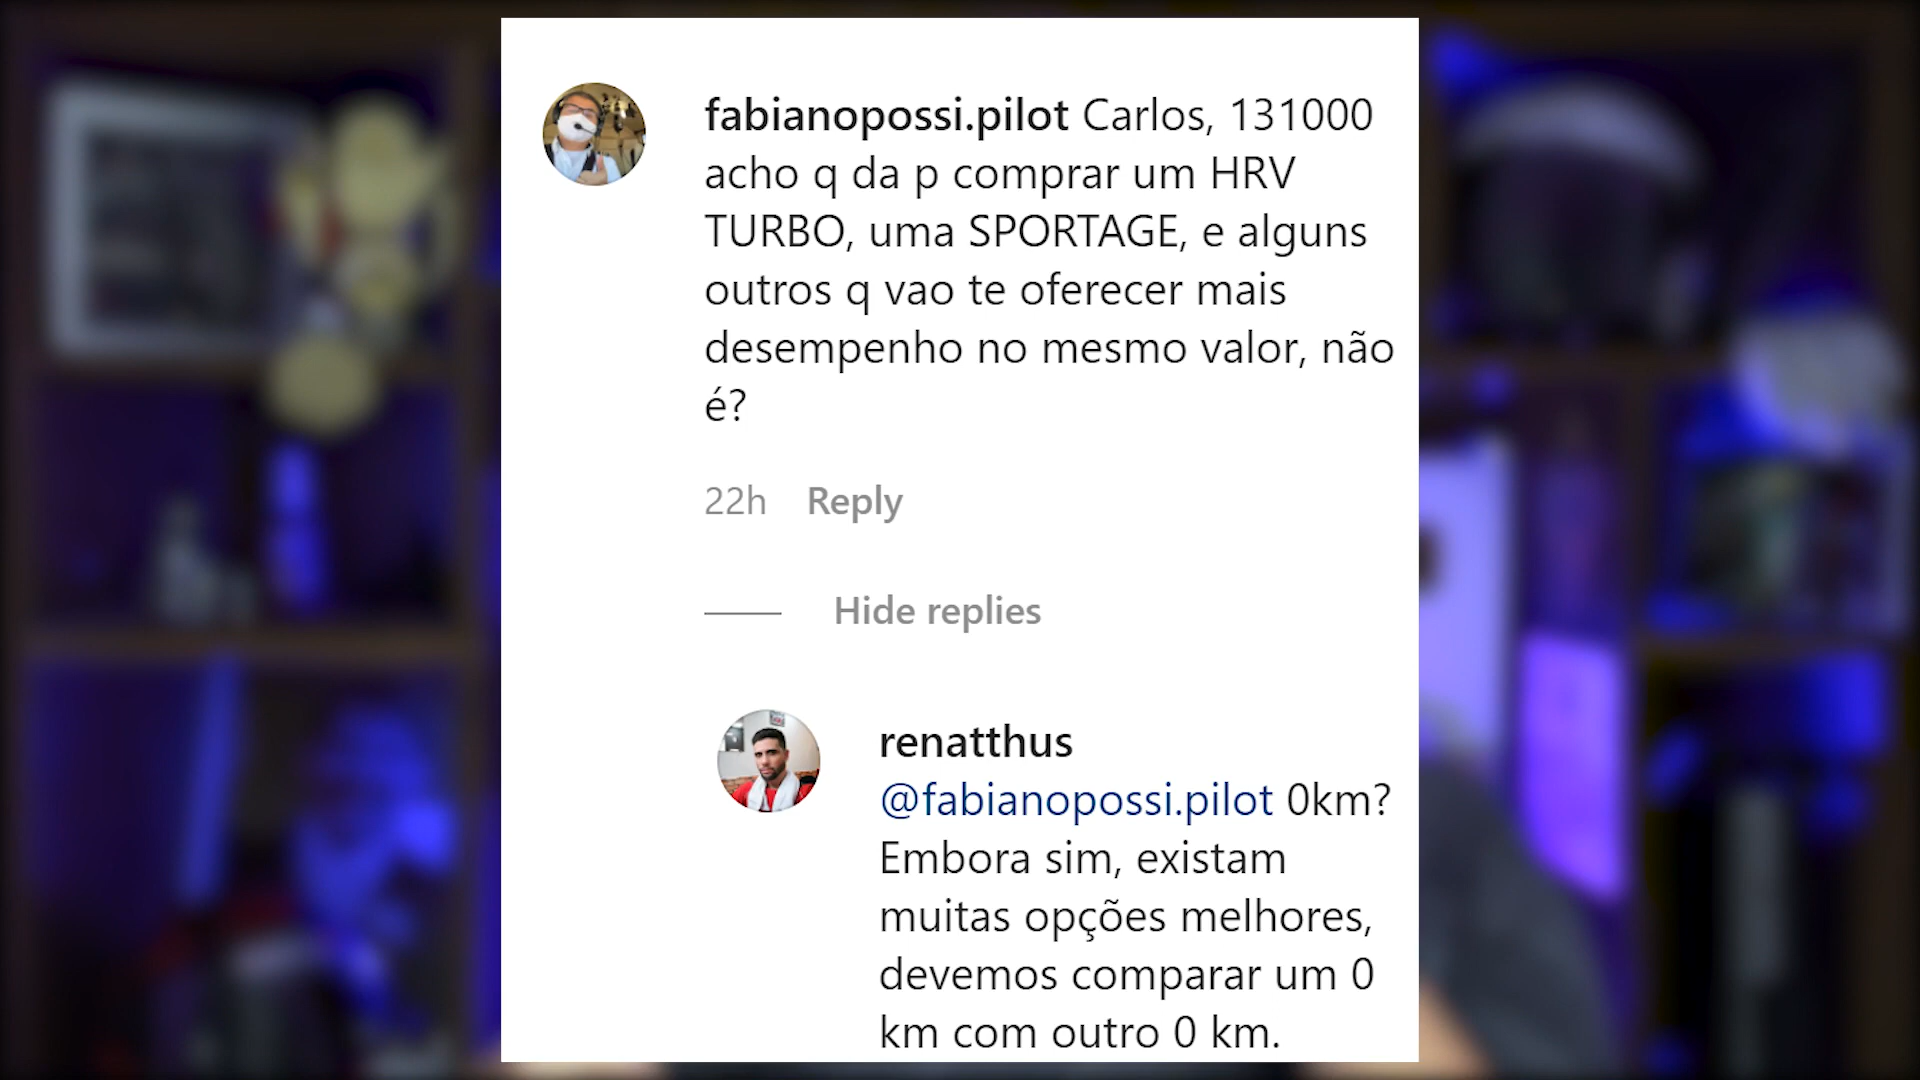 fabianopossi.pilot Carlos, 131000
acho q da p comprar um HRV
TURBO, uma SPORTAGE, e alguns
outros q vao te oferecer mais
desempenho no mesmo valor, não
é?
22h Reply
Hide replies
renatthus
@fabianopossi.pilot 0km?
Embora sim, existam
muitas opções melhores,
devemos comparar um 0
km com outro 0 km.